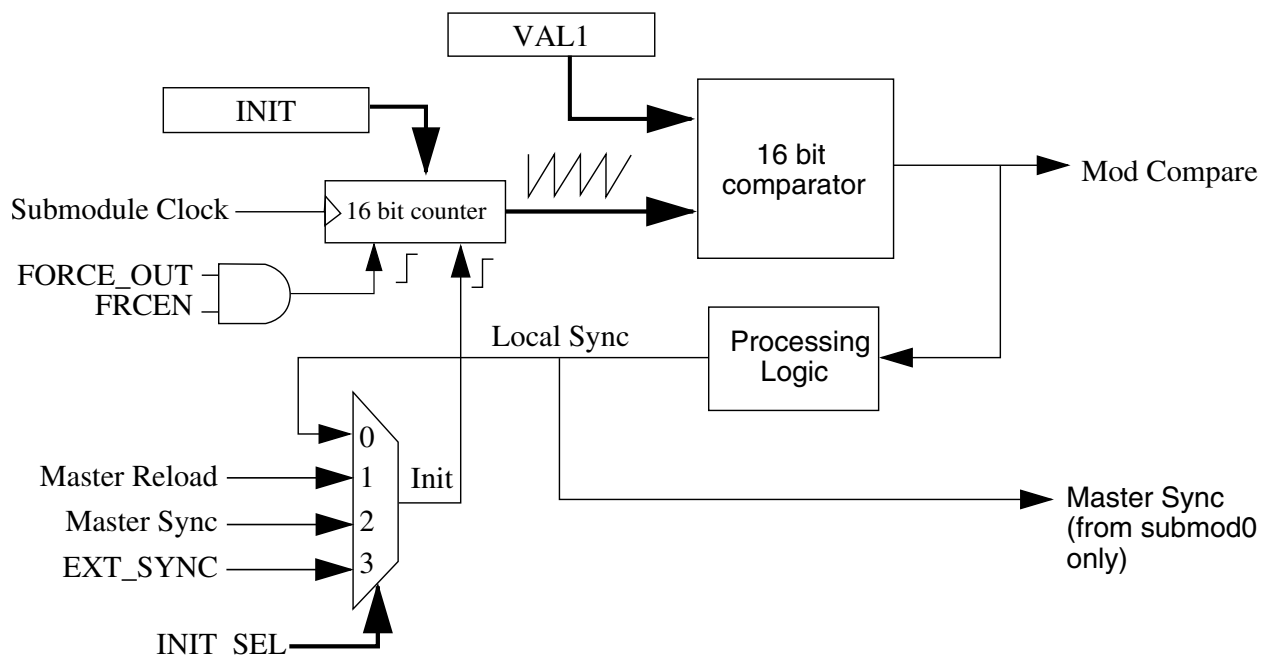 VAL1
INIT
16 bit
comparator
Mod Compare
Submodule Clock
16 bit counter
FORCE_OUT
FRCEN
Local Sync
Processing
Logic
0
Master Reload
1
Init
Master Sync
2
EXT_SYNC
3
Master Sync
(from submod0
only)
INIT_SEL